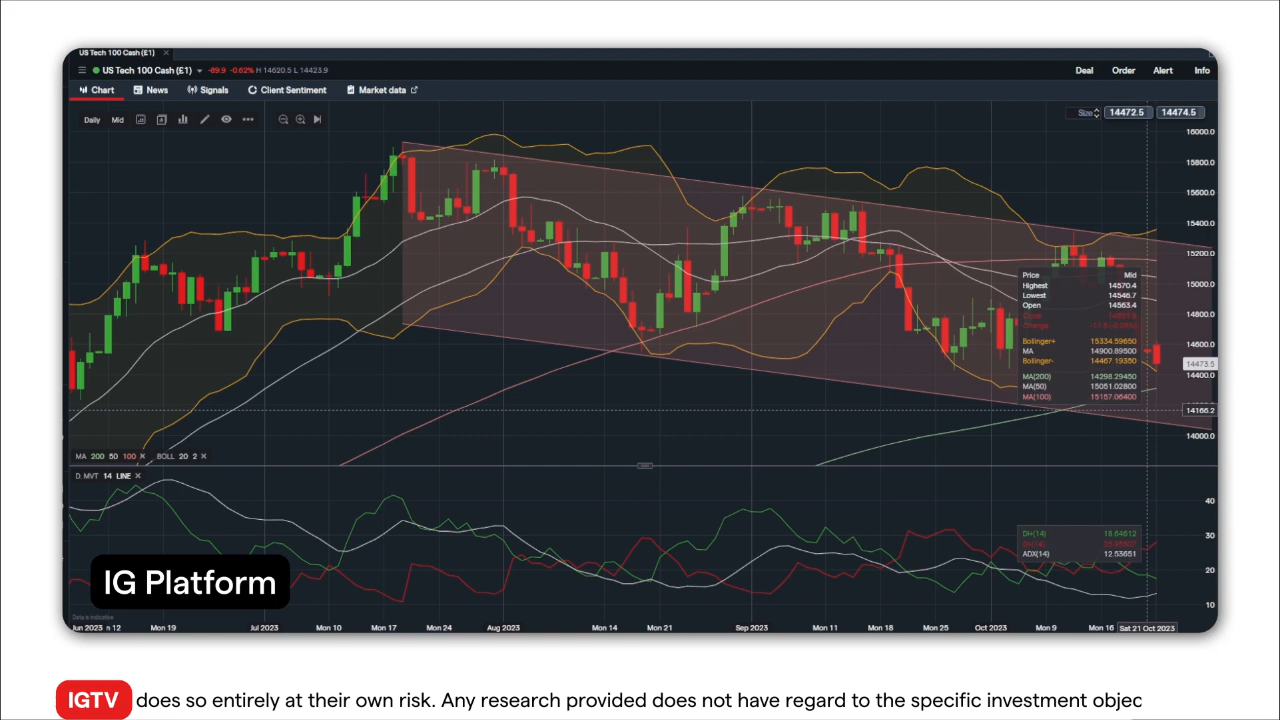 US Tech 100 Cash (£1)
US Tech 100 Cash (£1) -89.9 -0.62% H 14620.5 L 14423.9
Deal Order Alert Info
Chart News Signals Client Sentiment Market data
Daily Mid
Size 14472.5 14474.5
16000.0
15800.0
15600.0
15400.0
15200.0
15000.0
14800.0
14600.0
14473.5
14400.0
14166.2
14000.0
Price Mid
Highest 14570.4
Lowest 14546.7
Open 14563.4
Close
Change
Bollinger+ 15334.59650
MA 14900.89500
Bollinger- 14467.19350
MA(200) 14298.29450
MA(50) 15051.02800
MA(100) 15157.06400
MA 200 50 100 BOLL 20 2
D. MVT 14 LINE
40
30
20
10
DI+(14) 18.64612
DI-(14)
ADX(14) 12.53651
IG Platform
Data is indicative
Jun 2023 n 12 Mon 19 Jul 2023 Mon 10 Mon 17 Mon 24 Aug 2023 Mon 14 Mon 21 Sep 2023 Mon 11 Mon 18 Mon 25 Oct 2023 Mon 9 Mon 16 Sat 21 Oct 2023
IGTV does so entirely at their own risk. Any research provided does not have regard to the specific investment objec